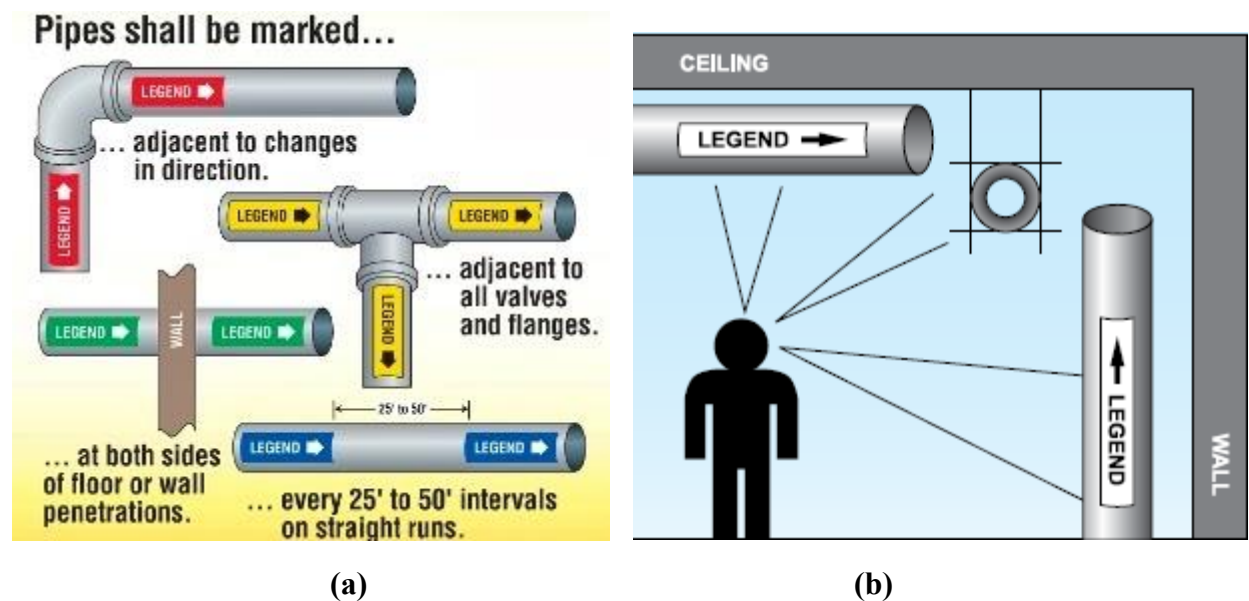 Pipes shall be marked...
LEGEND
... adjacent to changes
in direction.
LEGEND
LEGEND
LEGEND
LEGEND
... adjacent to
all valves
and flanges.
LEGEND
WALL
LEGEND
... at both sides
of floor or wall
penetrations.
25' to 50'
LEGEND
LEGEND
... every 25' to 50' intervals
on straight runs.
(a)
CEILING
LEGEND
LEGEND
WALL
(b)